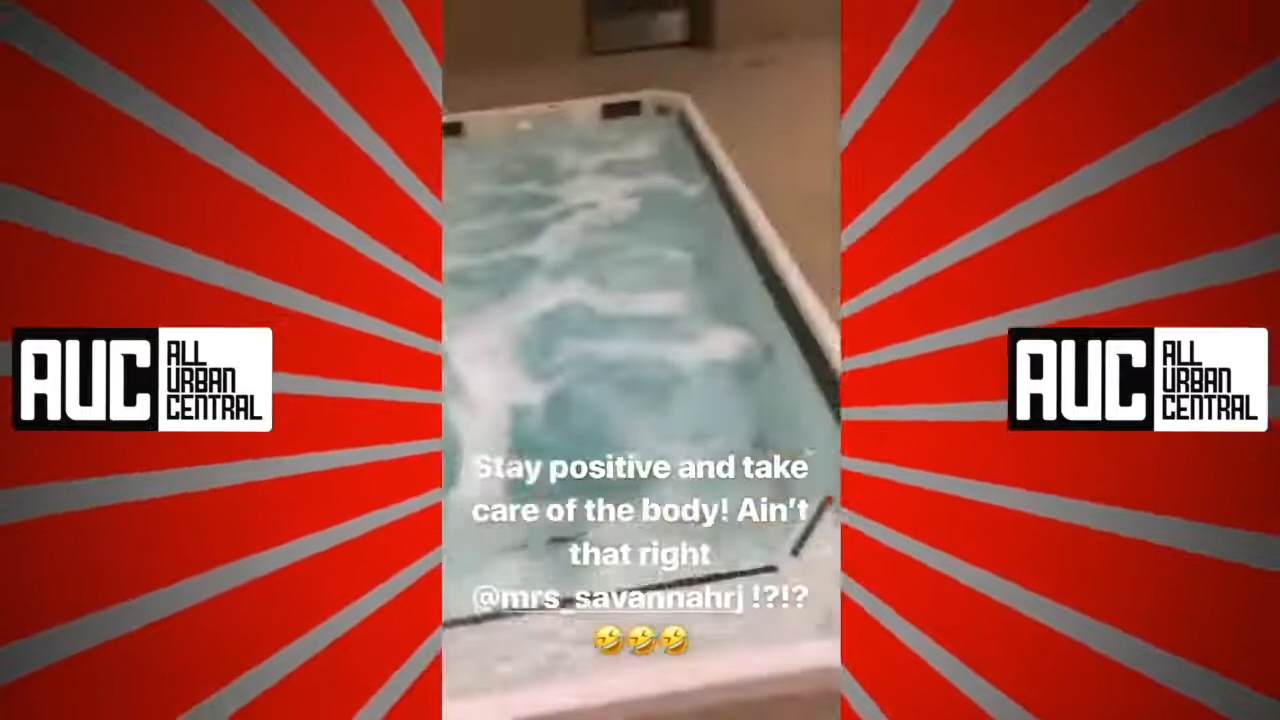 AUC
ALL
URBAN
CENTRAL
Stay positive and take
care of the body! Ain't
that right
@mrs_savannahrj !?!?
🤣🤣🤣
AUC
ALL
URBAN
CENTRAL